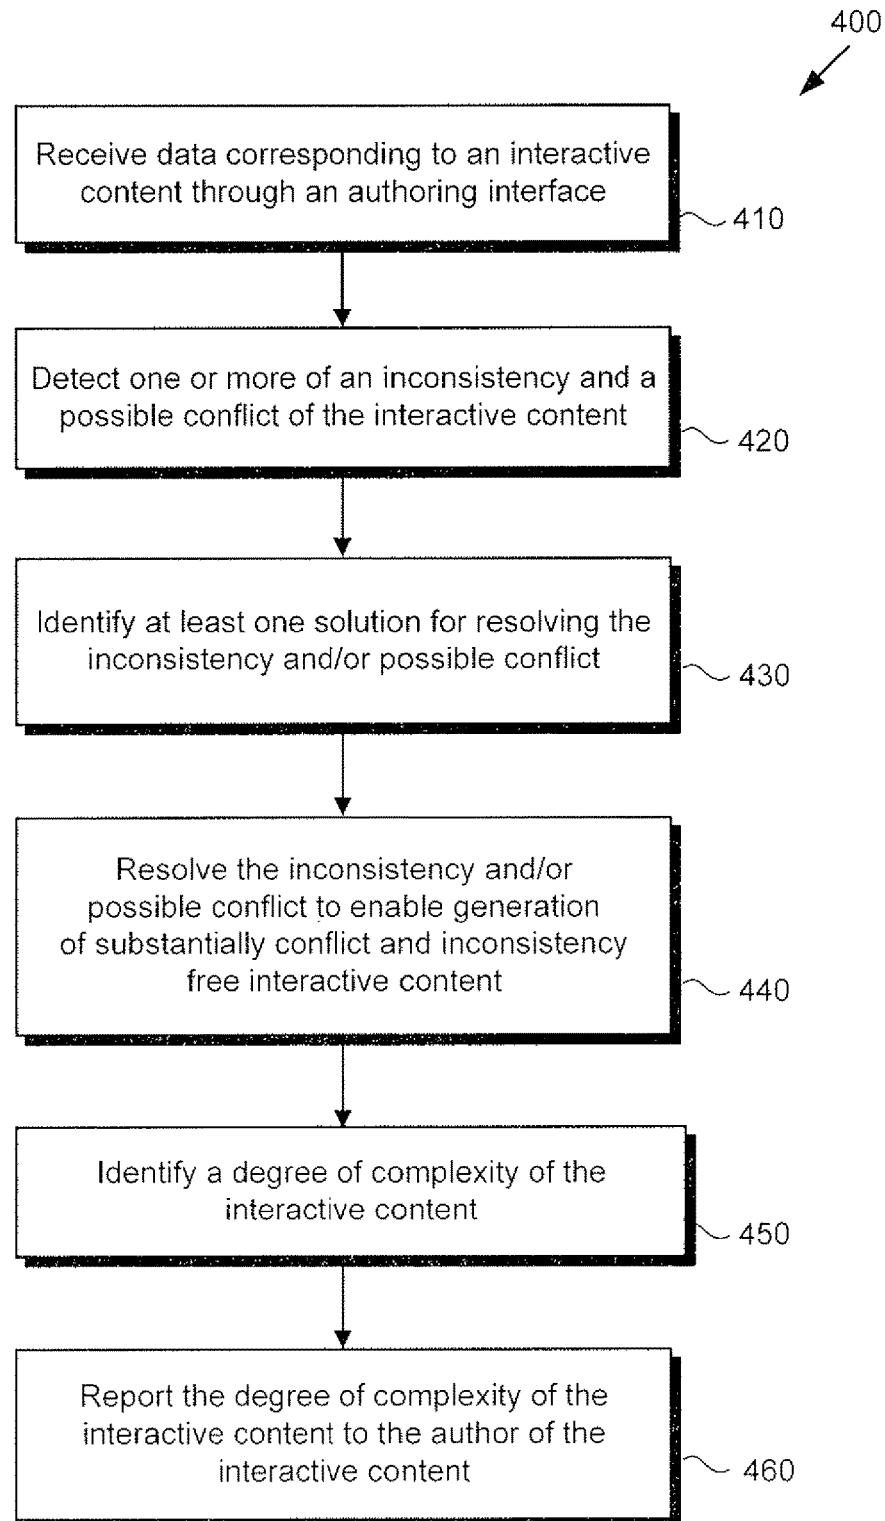 400
Receive data corresponding to an interactive
content through an authoring interface
410
Detect one or more of an inconsistency and a
possible conflict of the interactive content
420
Identify at least one solution for resolving the
inconsistency and/or possible conflict
430
Resolve the inconsistency and/or
possible conflict to enable generation
of substantially conflict and inconsistency
free interactive content
440
Identify a degree of complexity of the
interactive content
450
Report the degree of complexity of the
interactive content to the author of the
interactive content
460